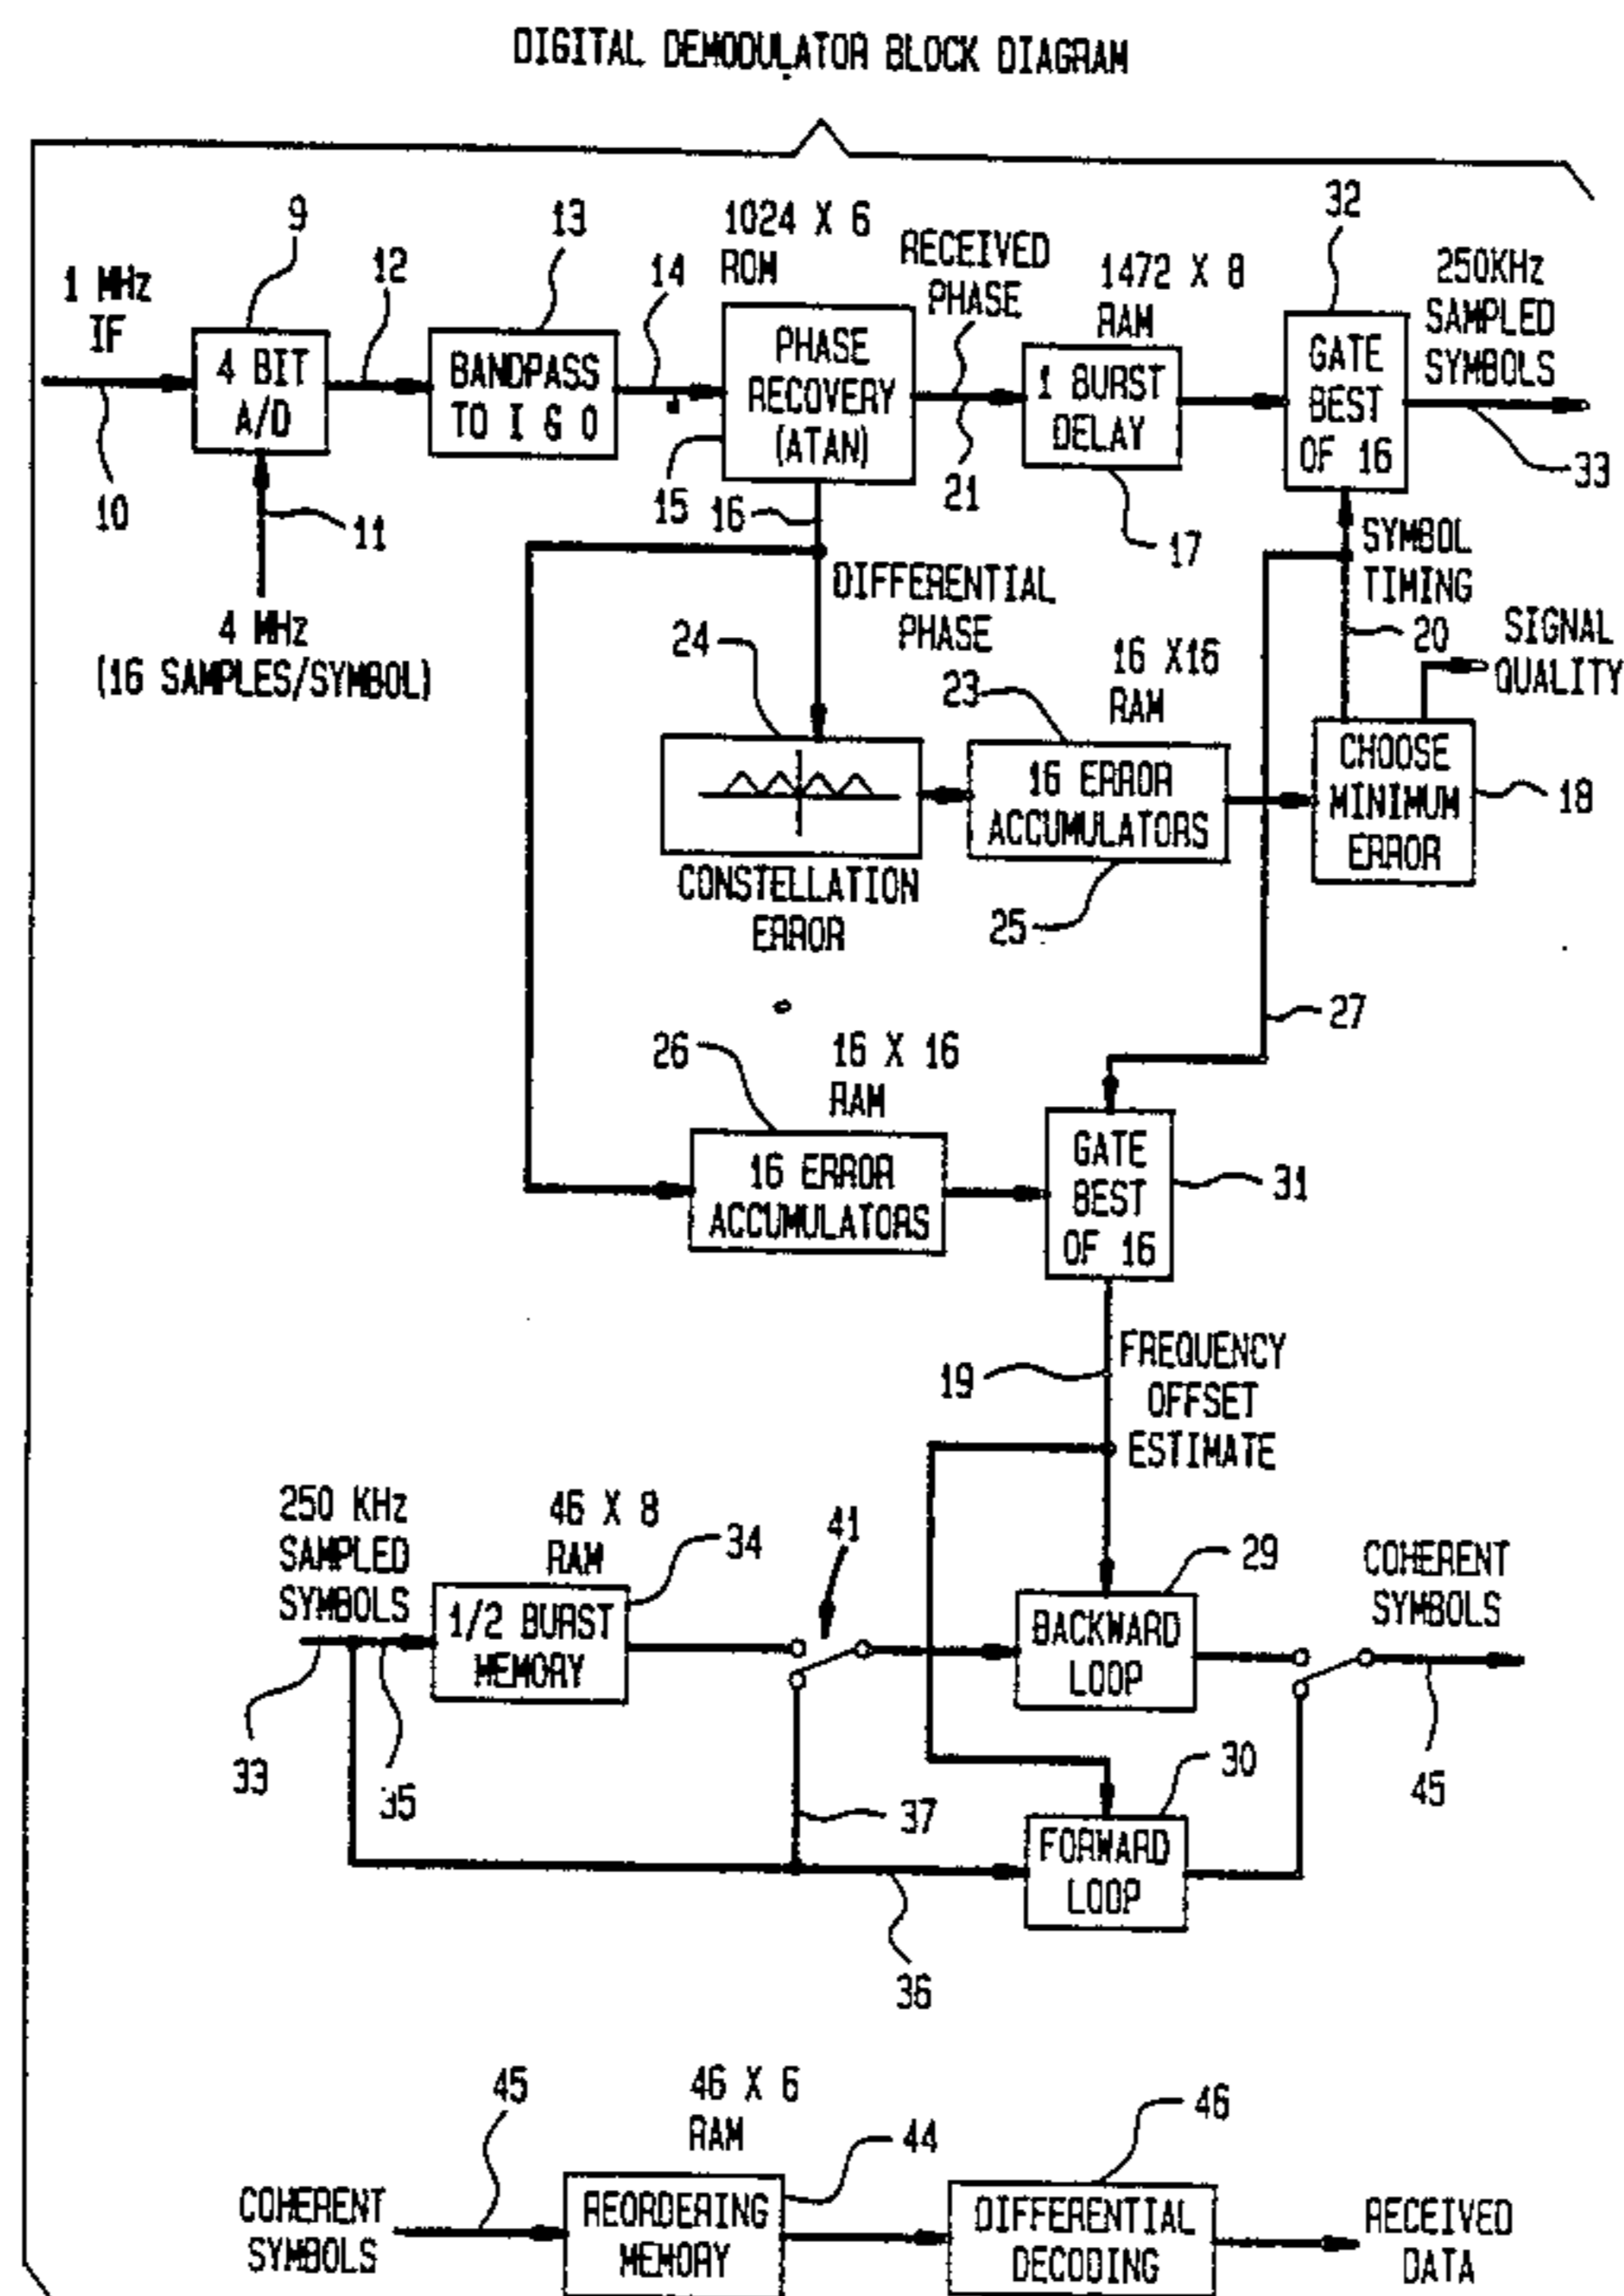 DIGITAL DEMODULATOR BLOCK DIAGRAM
1 MHz
IF
10
9
4 BIT
A/D
11
4 MHz
(16 SAMPLES/SYMBOL)
12
13
BANDPASS
TO I & Q
14
1024 X 6
ROM
PHASE
RECOVERY
(ATAN)
15
16
RECEIVED
PHASE
21
1472 X 8
RAM
1 BURST
DELAY
17
32
GATE
BEST
OF 16
250KHz
SAMPLED
SYMBOLS
33
DIFFERENTIAL
PHASE
SYMBOL
TIMING
20
SIGNAL
QUALITY
24
CONSTELLATION
ERROR
23
16 X16
RAM
16 ERROR
ACCUMULATORS
25
CHOOSE
MINIMUM
ERROR
18
27
26
16 X 16
RAM
16 ERROR
ACCUMULATORS
GATE
BEST
OF 16
31
19
FREQUENCY
OFFSET
ESTIMATE
250 KHz
SAMPLED
SYMBOLS
33
35
46 X 8
RAM
1/2 BURST
MEMORY
34
41
37
36
BACKWARD
LOOP
29
FORWARD
LOOP
30
COHERENT
SYMBOLS
45
COHERENT
SYMBOLS
45
46 X 6
RAM
REORDERING
MEMORY
44
DIFFERENTIAL
DECODING
46
RECEIVED
DATA